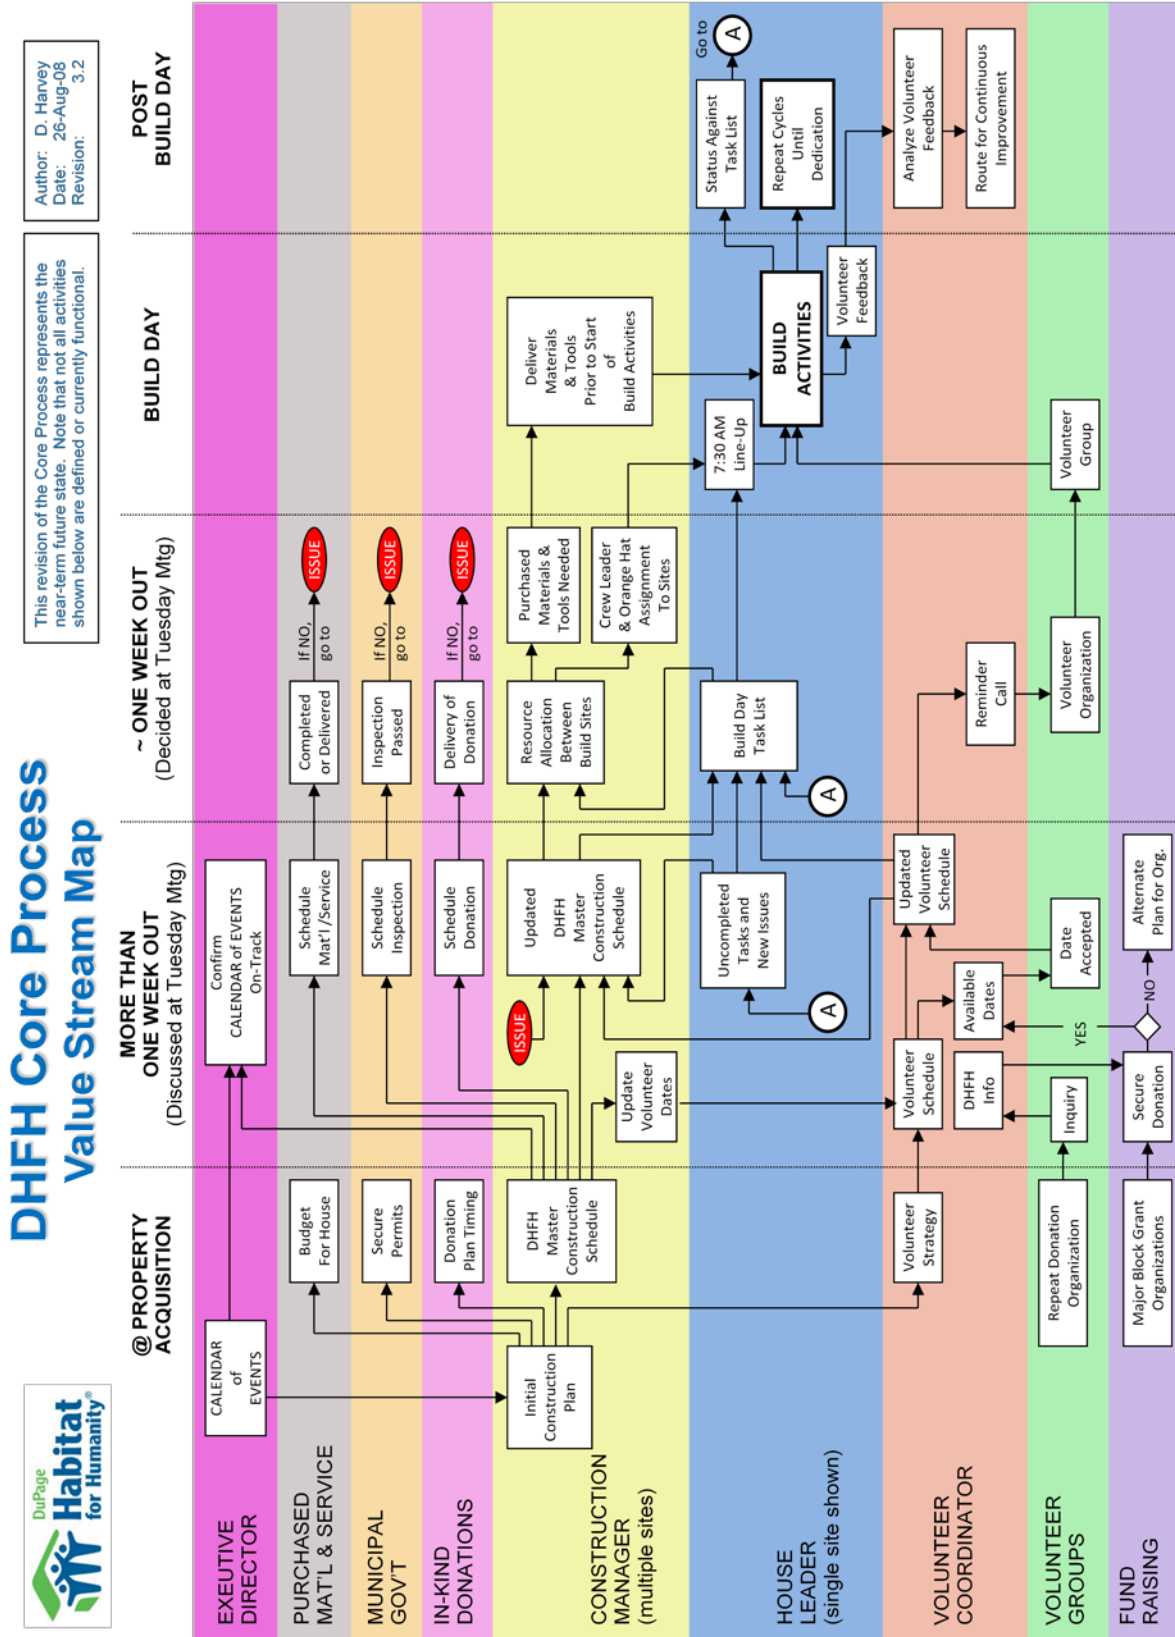 DuPage
Habitat
for Humanity®
DHFH Core Process
Value Stream Map
This revision of the Core Process represents the
near-term future state. Note that not all activities
shown below are defined or currently functional.
Author: D. Harvey
Date: 26-Aug-08
Revision: 3.2
@ PROPERTY
ACQUISITION
MORE THAN
ONE WEEK OUT
(Discussed at Tuesday Mtg)
~ ONE WEEK OUT
(Decided at Tuesday Mtg)
BUILD DAY
POST
BUILD DAY
EXEUTIVE
DIRECTOR
CALENDAR
of
EVENTS
Confirm
CALENDAR of EVENTS
On-Track
PURCHASED
MAT'L & SERVICE
Budget
For House
Schedule
Mat'l /Service
Completed
or Delivered
If NO,
go to
ISSUE
MUNICIPAL
GOV'T
Secure
Permits
Schedule
Inspection
Inspection
Passed
If NO,
go to
ISSUE
IN-KIND
DONATIONS
Donation
Plan Timing
Schedule
Donation
Delivery of
Donation
If NO,
go to
ISSUE
CONSTRUCTION
MANAGER
(multiple sites)
Initial
Construction
Plan
DHFH
Master
Construction
Schedule
ISSUE
Update
Volunteer
Dates
Updated
DHFH
Master
Construction
Schedule
Resource
Allocation
Between
Build Sites
Purchased
Materials &
Tools Needed
Crew Leader
& Orange Hat
Assignment
To Sites
Deliver
Materials
& Tools
Prior to Start
of
Build Activities
HOUSE
LEADER
(single site shown)
A
Uncompleted
Tasks and
New Issues
A
Build Day
Task List
7:30 AM
Line-Up
BUILD
ACTIVITIES
Volunteer
Feedback
Status Against
Task List
Go to
A
Repeat Cycles
Until
Dedication
VOLUNTEER
COORDINATOR
Volunteer
Strategy
Volunteer
Schedule
DHFH
Info
Available
Dates
Updated
Volunteer
Schedule
Reminder
Call
Analyze Volunteer
Feedback
Route for Continuous
Improvement
VOLUNTEER
GROUPS
Repeat Donation
Organization
Inquiry
YES
Date
Accepted
Volunteer
Organization
Volunteer
Group
FUND
RAISING
Major Block Grant
Organizations
Secure
Donation
NO
Alternate
Plan for Org.